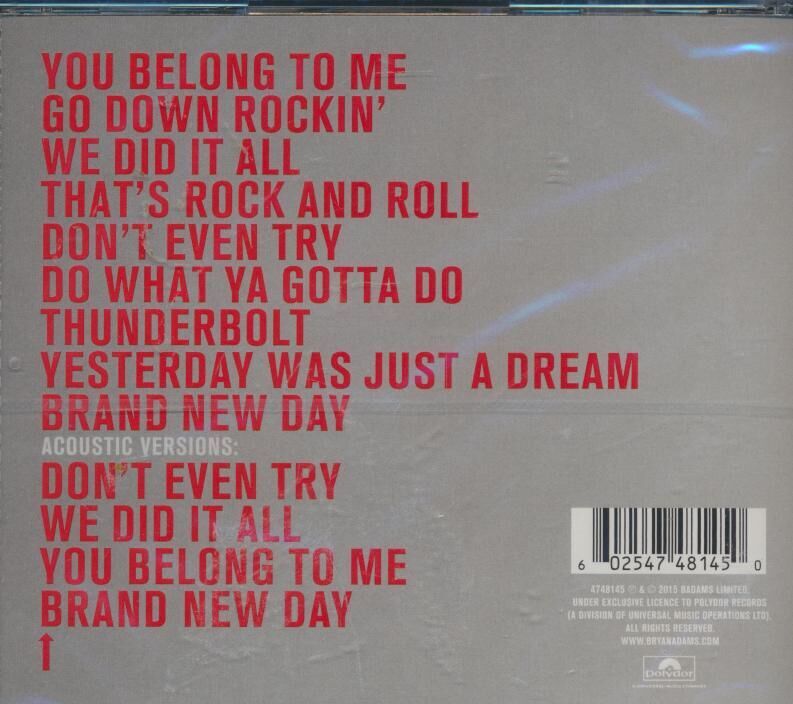 YOU BELONG TO ME
GO DOWN ROCKIN'
WE DID IT ALL
THAT'S ROCK AND ROLL
DON'T EVEN TRY
DO WHAT YA GOTTA DO
THUNDERBOLT
YESTERDAY WAS JUST A DREAM
BRAND NEW DAY
ACOUSTIC VERSIONS:
DON'T EVEN TRY
WE DID IT ALL
YOU BELONG TO ME
BRAND NEW DAY
6 02547 48145 0
4748145 ℗ & © 2015 BADAMS LIMITED.
UNDER EXCLUSIVE LICENCE TO POLYDOR RECORDS
(A DIVISION OF UNIVERSAL MUSIC OPERATIONS LTD).
ALL RIGHTS RESERVED.
WWW.BRYANADAMS.COM
Polydor
A UNIVERSAL MUSIC COMPANY